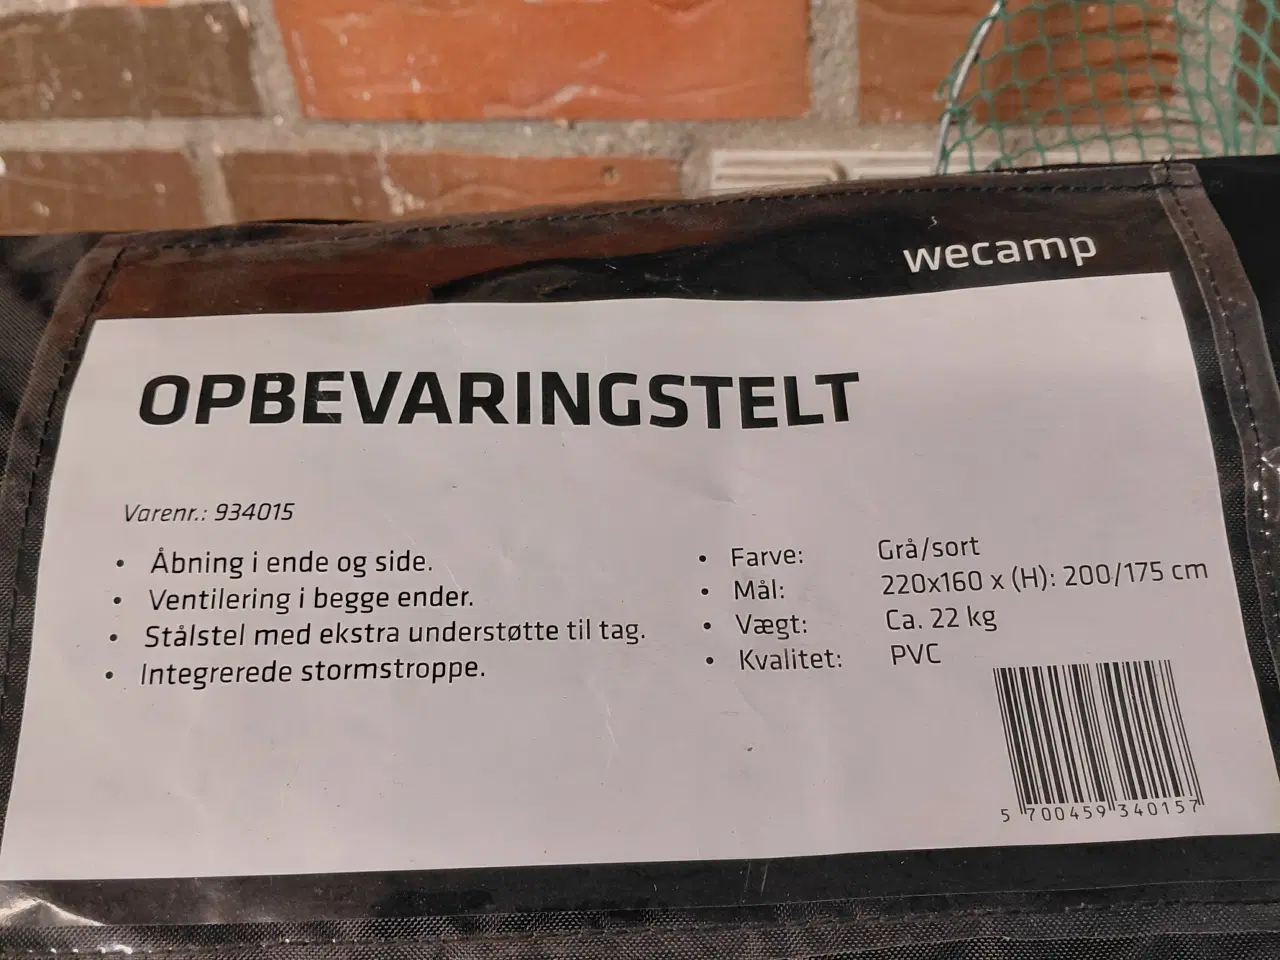 wecamp
OPBEVARINGSTELT
Varenr.: 934015
• Åbning i ende og side.
• Ventilering i begge ender.
• Stålstel med ekstra understøtte til tag.
• Integrerede stormstroppe.
• Farve: Grå/sort
• Mål: 220x160 x (H): 200/175 cm
• Vægt: Ca. 22 kg
• Kvalitet: PVC
5 700459 340157